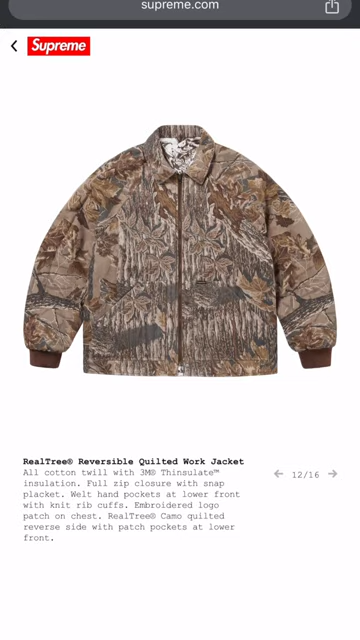 supreme.com
Supreme
RealTree® Reversible Quilted Work Jacket
All cotton twill with 3M® Thinsulate™
insulation. Full zip closure with snap
placket. Welt hand pockets at lower front
with knit rib cuffs. Embroidered logo
patch on chest. RealTree® Camo quilted
reverse side with patch pockets at lower
front.
12/16